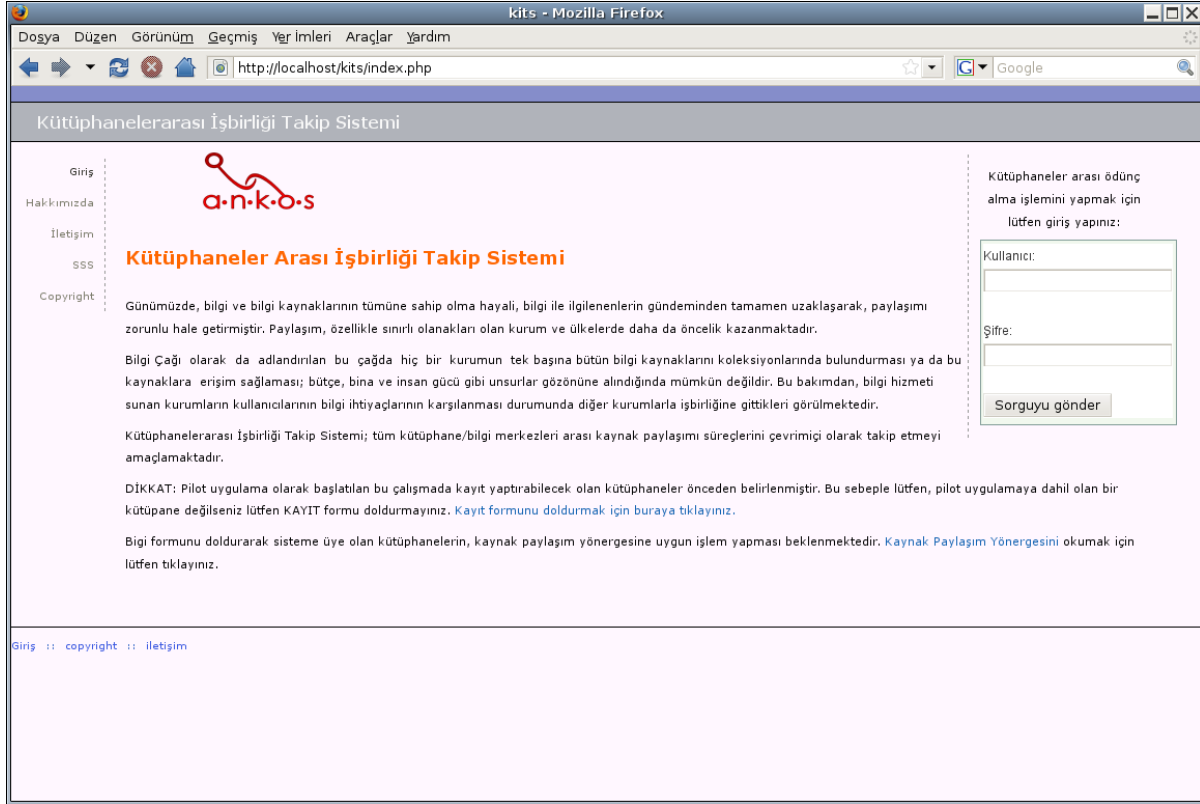 kits - Mozilla Firefox
Dosya Düzen Görünüm Geçmiş Yer İmleri Araçlar Yardım
http://localhost/kits/index.php
G Google
Kütüphanelerarası İşbirliği Takip Sistemi
Giriş
Hakkımızda
İletişim
SSS
Copyright
a·n·k·o·s
Kütüphaneler Arası İşbirliği Takip Sistemi
Günümüzde, bilgi ve bilgi kaynaklarının tümüne sahip olma hayali, bilgi ile ilgilenenlerin gündeminden tamamen uzaklaşarak, paylaşımı
zorunlu hale getirmiştir. Paylaşım, özellikle sınırlı olanakları olan kurum ve ülkelerde daha da öncelik kazanmaktadır.
Bilgi Çağı olarak da adlandırılan bu çağda hiç bir kurumun tek başına bütün bilgi kaynaklarını koleksiyonlarında bulundurması ya da bu
kaynaklara erişim sağlaması; bütçe, bina ve insan gücü gibi unsurlar gözönüne alındığında mümkün değildir. Bu bakımdan, bilgi hizmeti
sunan kurumların kullanıcılarının bilgi ihtiyaçlarının karşılanması durumunda diğer kurumlarla işbirliğine gittikleri görülmektedir.
Kütüphanelerarası İşbirliği Takip Sistemi; tüm kütüphane/bilgi merkezleri arası kaynak paylaşımı süreçlerini çevrimiçi olarak takip etmeyi
amaçlamaktadır.
DİKKAT: Pilot uygulama olarak başlatılan bu çalışmada kayıt yaptırabilecek olan kütüphaneler önceden belirlenmiştir. Bu sebeple lütfen, pilot uygulamaya dahil olan bir
kütüpane değilseniz lütfen KAYIT formu doldurmayınız. Kayıt formunu doldurmak için buraya tıklayınız.
Bigi formunu doldurarak sisteme üye olan kütüphanelerin, kaynak paylaşım yönergesine uygun işlem yapması beklenmektedir. Kaynak Paylaşım Yönergesini okumak için
lütfen tıklayınız.
Kütüphaneler arası ödünç
alma işlemini yapmak için
lütfen giriş yapınız:
Kullanıcı:
Şifre:
Sorguyu gönder
Giriş :: copyright :: iletişim